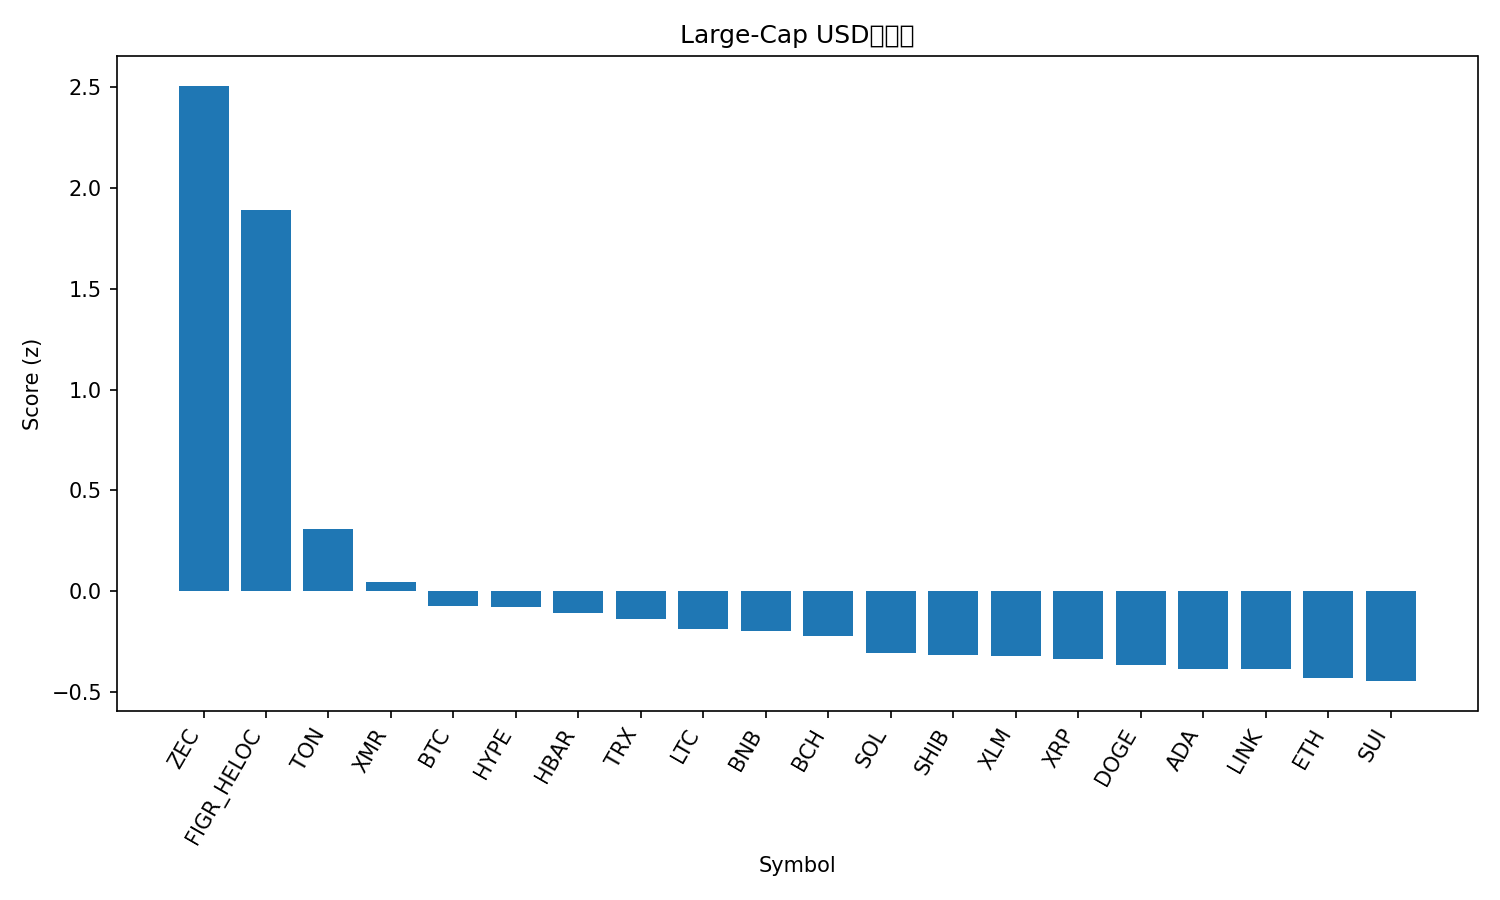 Large-Cap USD
Score (z)
2.5
2.0
1.5
1.0
0.5
0.0
−0.5
ZEC
FIGR_HELOC
TON
XMR
BTC
HYPE
HBAR
TRX
LTC
BNB
BCH
SOL
SHIB
XLM
XRP
DOGE
ADA
LINK
ETH
SUI
Symbol